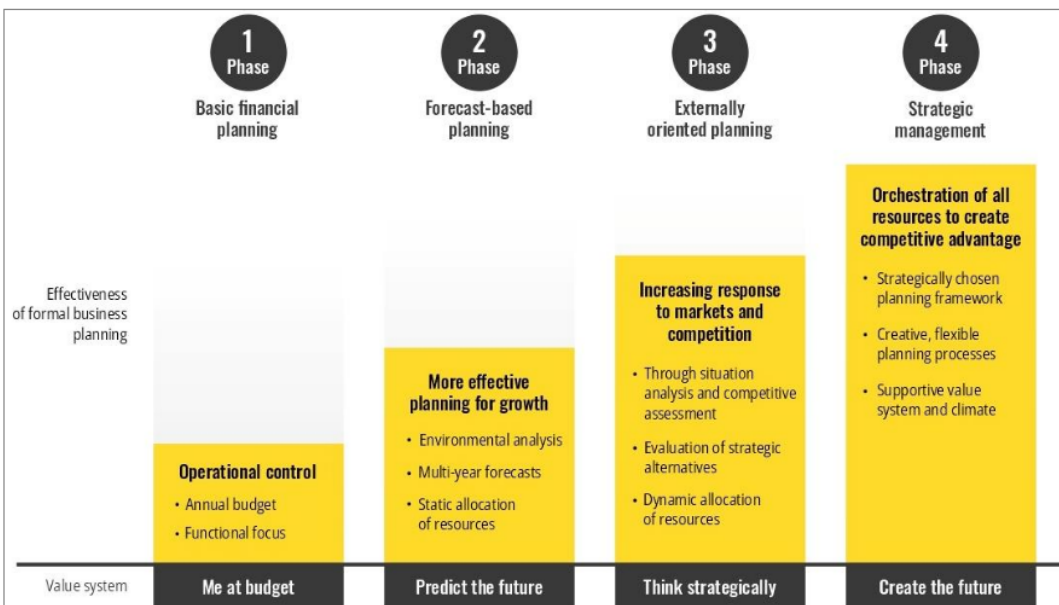 1
Phase
Basic financial
planning
2
Phase
Forecast-based
planning
3
Phase
Externally
oriented planning
4
Phase
Strategic
management
Effectiveness
of formal business
planning
Operational control
• Annual budget
• Functional focus
More effective
planning for growth
• Environmental analysis
• Multi-year forecasts
• Static allocation
of resources
Increasing response
to markets and
competition
• Through situation
analysis and competitive
assessment
• Evaluation of strategic
alternatives
• Dynamic allocation
of resources
Orchestration of all
resources to create
competitive advantage
• Strategically chosen
planning framework
• Creative, flexible
planning processes
• Supportive value
system and climate
Value system
Me at budget
Predict the future
Think strategically
Create the future